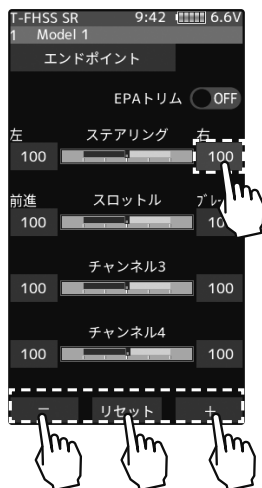 T-FHSS SR 9:42 6.6V
1 Model 1
エンドポイント
EPAトリム OFF
左 ステアリング 右
100 100
前進 スロットル
100
チャンネル3
100 100
チャンネル4
100 100
− リセット +